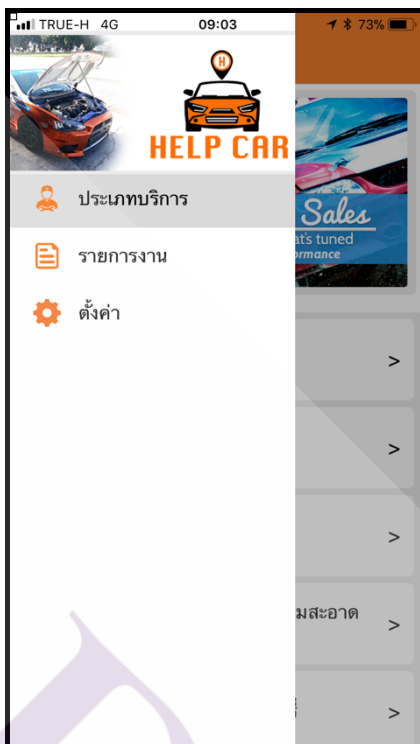 TRUE-H 4G 09:03 73%
H
HELP CAR
Sales
at's tuned
ormance
ประเภทบริการ
รายการงาน
ตั้งค่า
>
>
>
มสะอาด
>
>